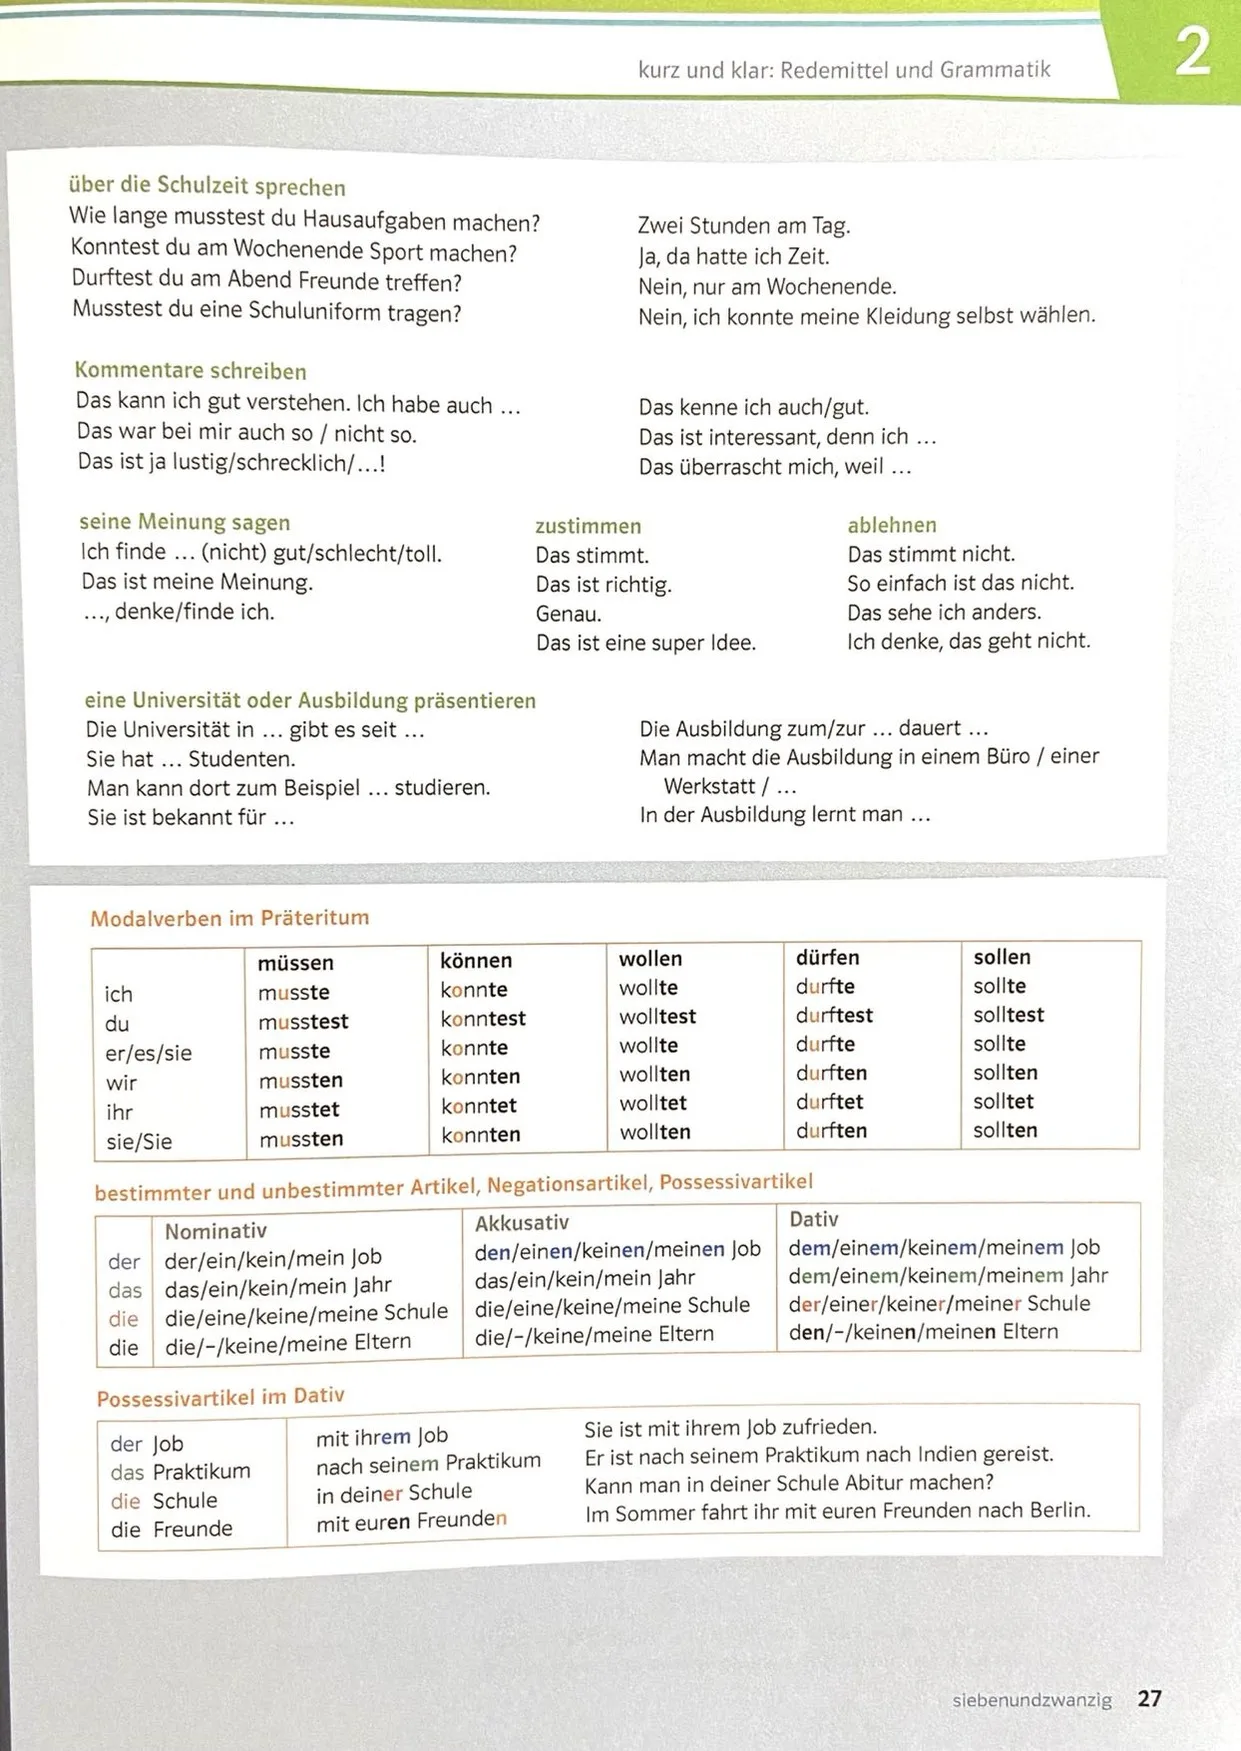 kurz und klar: Redemittel und Grammatik
2
über die Schulzeit sprechen
Wie lange musstest du Hausaufgaben machen? Zwei Stunden am Tag.
Konntest du am Wochenende Sport machen? Ja, da hatte ich Zeit.
Durftest du am Abend Freunde treffen? Nein, nur am Wochenende.
Musstest du eine Schuluniform tragen? Nein, ich konnte meine Kleidung selbst wählen.
Kommentare schreiben
Das kann ich gut verstehen. Ich habe auch ... Das kenne ich auch/gut.
Das war bei mir auch so / nicht so. Das ist interessant, denn ich ...
Das ist ja lustig/schrecklich/...! Das überrascht mich, weil ...
seine Meinung sagen zustimmen ablehnen
Ich finde ... (nicht) gut/schlecht/toll. Das stimmt. Das stimmt nicht.
Das ist meine Meinung. Das ist richtig. So einfach ist das nicht.
..., denke/finde ich. Genau. Das sehe ich anders.
Das ist eine super Idee. Ich denke, das geht nicht.
eine Universität oder Ausbildung präsentieren
Die Universität in ... gibt es seit ... Die Ausbildung zum/zur ... dauert ...
Sie hat ... Studenten. Man macht die Ausbildung in einem Büro / einer
Man kann dort zum Beispiel ... studieren. Werkstatt / ...
Sie ist bekannt für ... In der Ausbildung lernt man ...
Modalverben im Präteritum
müssen können wollen dürfen sollen
ich musste konnte wollte durfte sollte
du musstest konntest wolltest durftest solltest
er/es/sie musste konnte wollte durfte sollte
wir mussten konnten wollten durften sollten
ihr musstet konntet wolltet durftet solltet
sie/Sie mussten konnten wollten durften sollten
bestimmter und unbestimmter Artikel, Negationsartikel, Possessivartikel
Nominativ Akkusativ Dativ
der der/ein/kein/mein Job den/einen/keinen/meinen Job dem/einem/keinem/meinem Job
das das/ein/kein/mein Jahr das/ein/kein/mein Jahr dem/einem/keinem/meinem Jahr
die die/eine/keine/meine Schule die/eine/keine/meine Schule der/einer/keiner/meiner Schule
die die/–/keine/meine Eltern die/–/keine/meine Eltern den/–/keinen/meinen Eltern
Possessivartikel im Dativ
der Job mit ihrem Job Sie ist mit ihrem Job zufrieden.
das Praktikum nach seinem Praktikum Er ist nach seinem Praktikum nach Indien gereist.
die Schule in deiner Schule Kann man in deiner Schule Abitur machen?
die Freunde mit euren Freunden Im Sommer fahrt ihr mit euren Freunden nach Berlin.
siebenundzwanzig 27